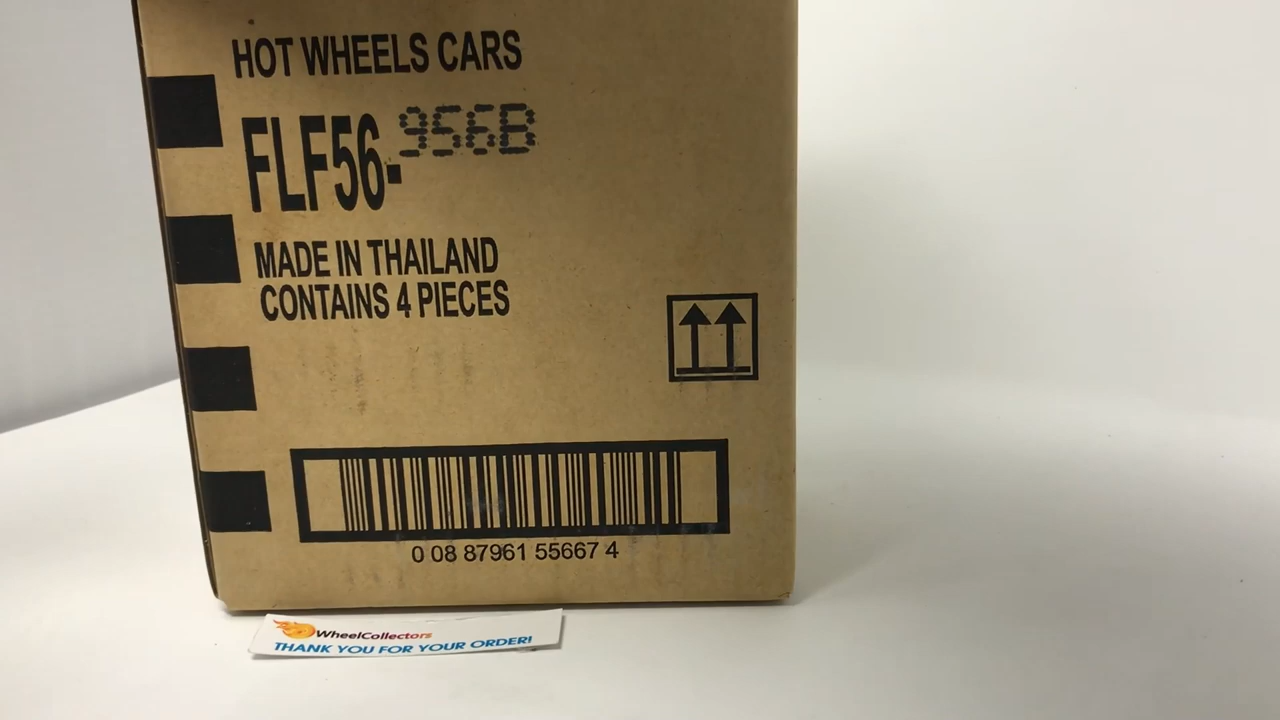 HOT WHEELS CARS
FLF56-956B
MADE IN THAILAND
CONTAINS 4 PIECES
0 08 87961 55667 4
WheelCollectors
THANK YOU FOR YOUR ORDER!